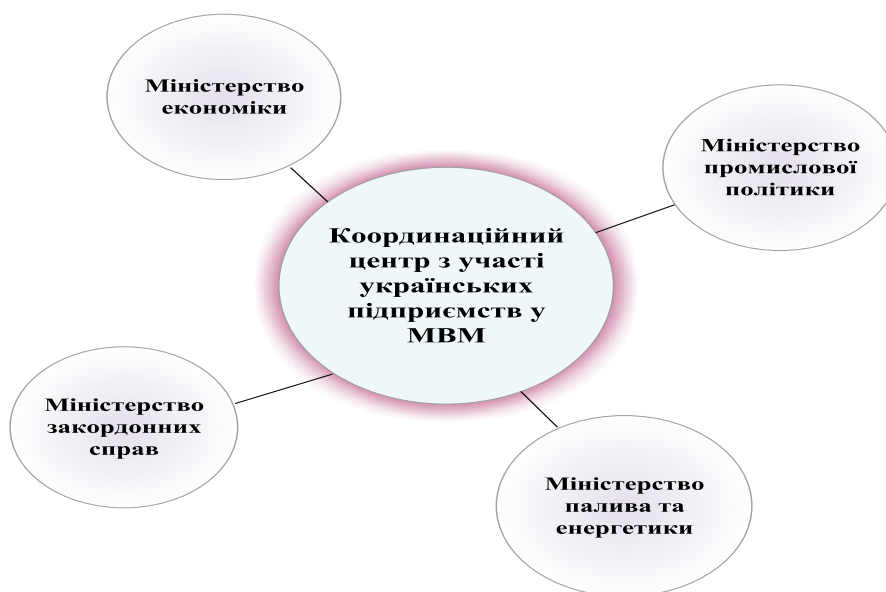 Міністерство
економіки
Міністерство
промислової
політики
Координаційний
центр з участі
українських
підприємств у
МВМ
Міністерство
закордонних
справ
Міністерство
палива та
енергетики